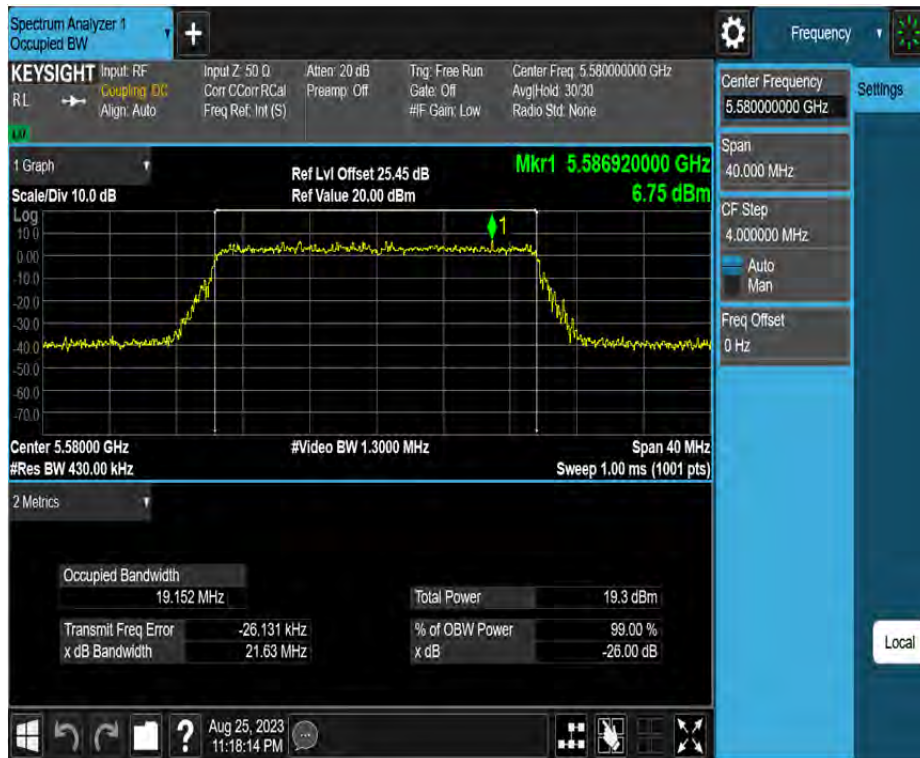 Spectrum Analyzer 1
Occupied BW
+
Frequency
KEYSIGHT
RL
Input: RF
Coupling: DC
Align: Auto
Input Z: 50 Ω
Corr CCorr RCal
Freq Ref: Int (S)
Atten: 20 dB
Preamp: Off
Trig: Free Run
Gate: Off
#IF Gain: Low
Center Freq: 5.580000000 GHz
Avg|Hold: 30/30
Radio Std: None
Center Frequency
5.580000000 GHz
Settings
Span
40.000 MHz
CF Step
4.000000 MHz
Auto
Man
Freq Offset
0 Hz
1 Graph
Scale/Div 10.0 dB
Ref Lvl Offset 25.45 dB
Ref Value 20.00 dBm
Mkr1 5.586920000 GHz
6.75 dBm
Log
10.0
0.00
-10.0
-20.0
-30.0
-40.0
-50.0
-60.0
-70.0
1
Center 5.58000 GHz
#Res BW 430.00 kHz
#Video BW 1.3000 MHz
Span 40 MHz
Sweep 1.00 ms (1001 pts)
2 Metrics
Occupied Bandwidth
19.152 MHz
Transmit Freq Error -26.131 kHz
x dB Bandwidth 21.63 MHz
Total Power 19.3 dBm
% of OBW Power 99.00 %
x dB -26.00 dB
Local
?
Aug 25, 2023
11:18:14 PM